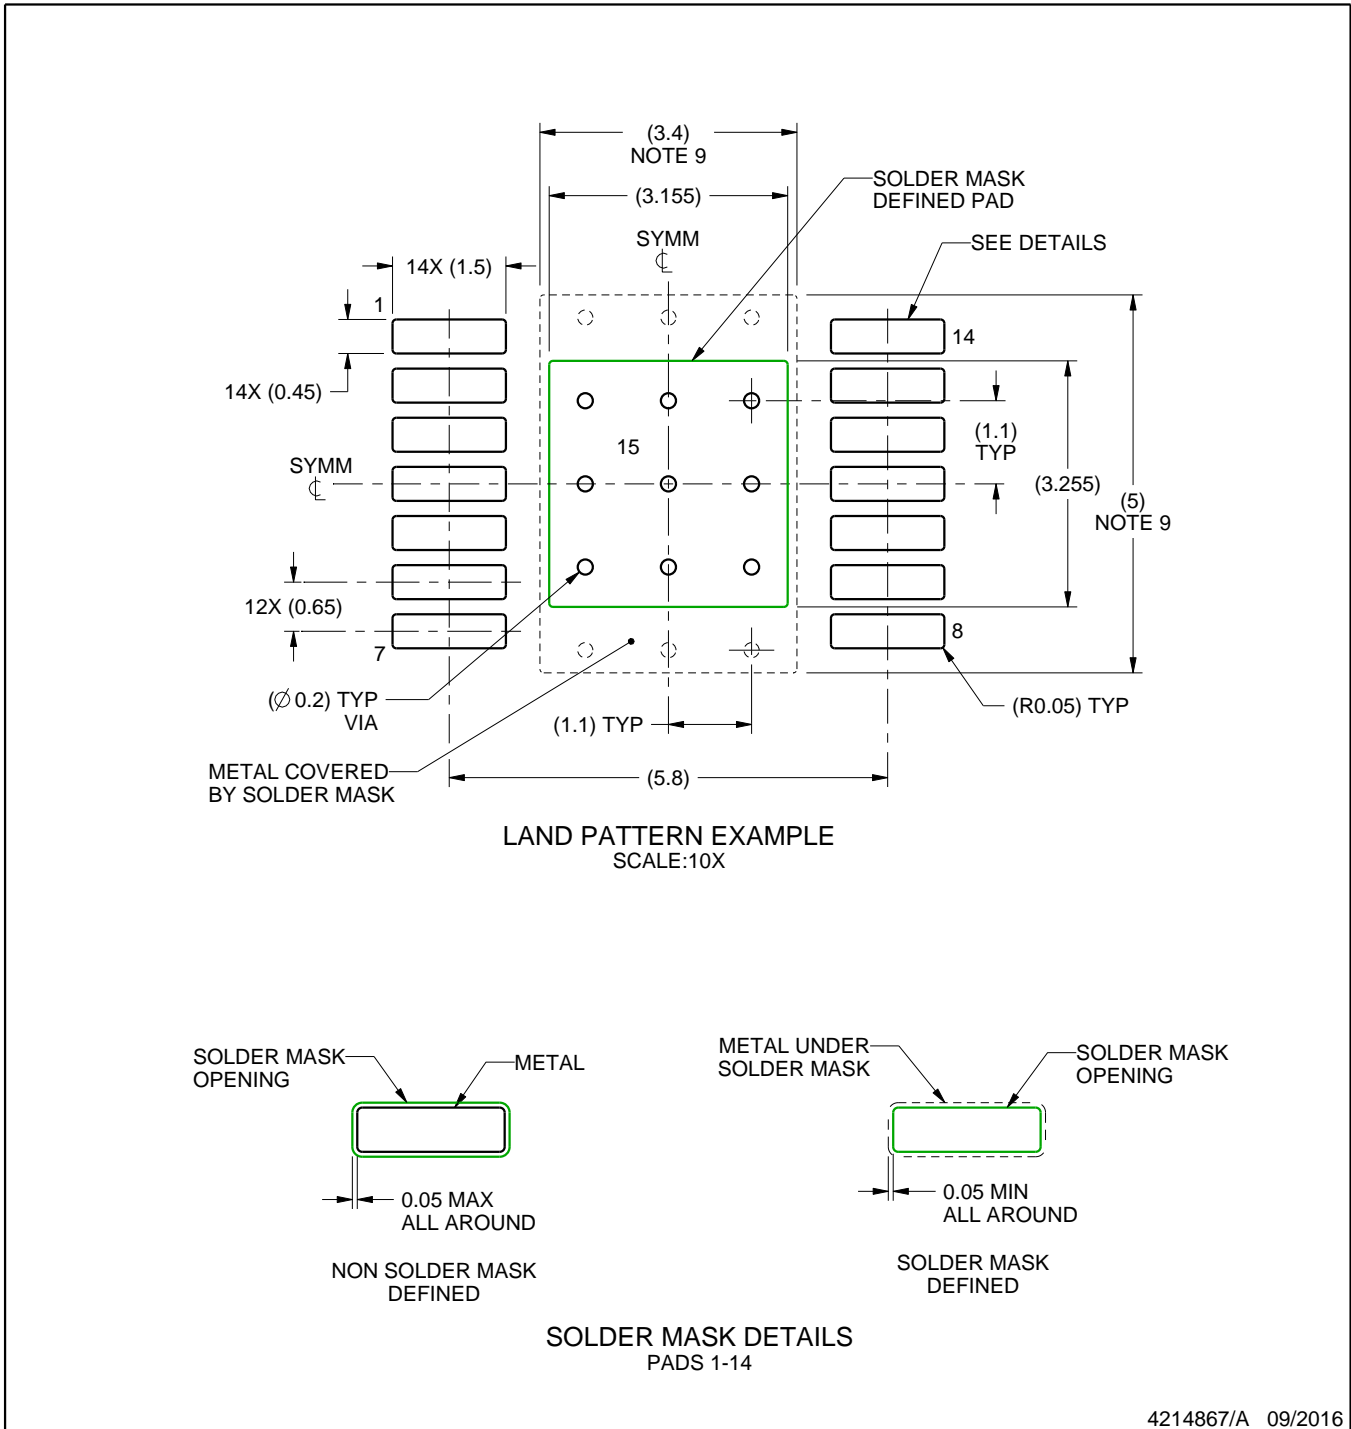 (3.4)
NOTE 9
(3.155)
SOLDER MASK
DEFINED PAD
SYMM
SEE DETAILS
14X (1.5)
1
14
14X (0.45)
15
(1.1)
TYP
SYMM
(3.255)
(5)
NOTE 9
12X (0.65)
7
8
(Ø 0.2) TYP
VIA
(1.1) TYP
(R0.05) TYP
METAL COVERED
BY SOLDER MASK
(5.8)
LAND PATTERN EXAMPLE
SCALE:10X
SOLDER MASK
OPENING
METAL
0.05 MAX
ALL AROUND
NON SOLDER MASK
DEFINED
METAL UNDER
SOLDER MASK
SOLDER MASK
OPENING
0.05 MIN
ALL AROUND
SOLDER MASK
DEFINED
SOLDER MASK DETAILS
PADS 1-14
4214867/A 09/2016